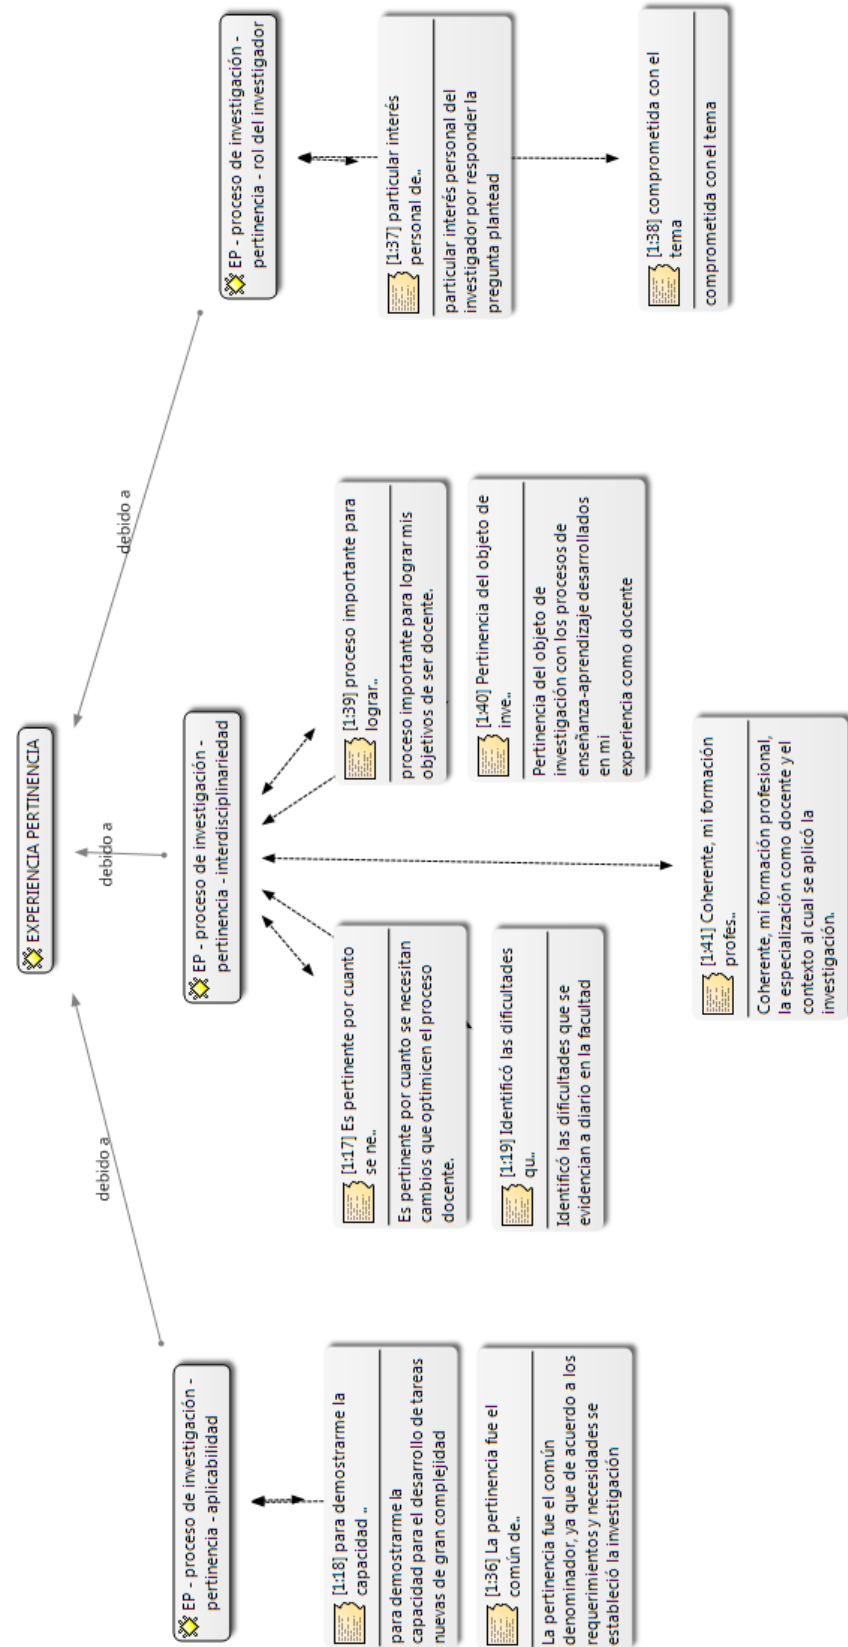 EXPERIENCIA PERTINENCIA
debido a
debido a
debido a
EP - proceso de investigación -
pertinencia - aplicabilidad
[1:18] para demostrarme la
capacidad ..
para demostrarme la
capacidad para el desarrollo de tareas
nuevas de gran complejidad
[1:36] La pertinencia fue el
común de..
La pertinencia fue el común
denominador, ya que de acuerdo a los
requerimientos y necesidades se
estableció la investigación
EP - proceso de investigación -
pertinencia - interdisciplinariedad
[1:17] Es pertinente por cuanto
se ne..
Es pertinente por cuanto se necesitan
cambios que optimicen el proceso
docente.
[1:19] Identificó las dificultades
qu..
Identificó las dificultades que se
evidencian a diario en la facultad
[1:39] proceso importante para
lograr..
proceso importante para lograr mis
objetivos de ser docente.
[1:40] Pertinencia del objeto de
inve..
Pertinencia del objeto de
investigación con los procesos de
enseñanza-aprendizaje desarrollados
en mi
experiencia como docente
[1:41] Coherente, mi formación
profes..
Coherente, mi formación profesional,
la especialización como docente y el
contexto al cual se aplicó la
investigación.
EP - proceso de investigación -
pertinencia - rol del investigador
[1:37] particular interés
personal de..
particular interés personal del
investigador por responder la
pregunta plantead
[1:38] comprometida con el
tema
comprometida con el tema